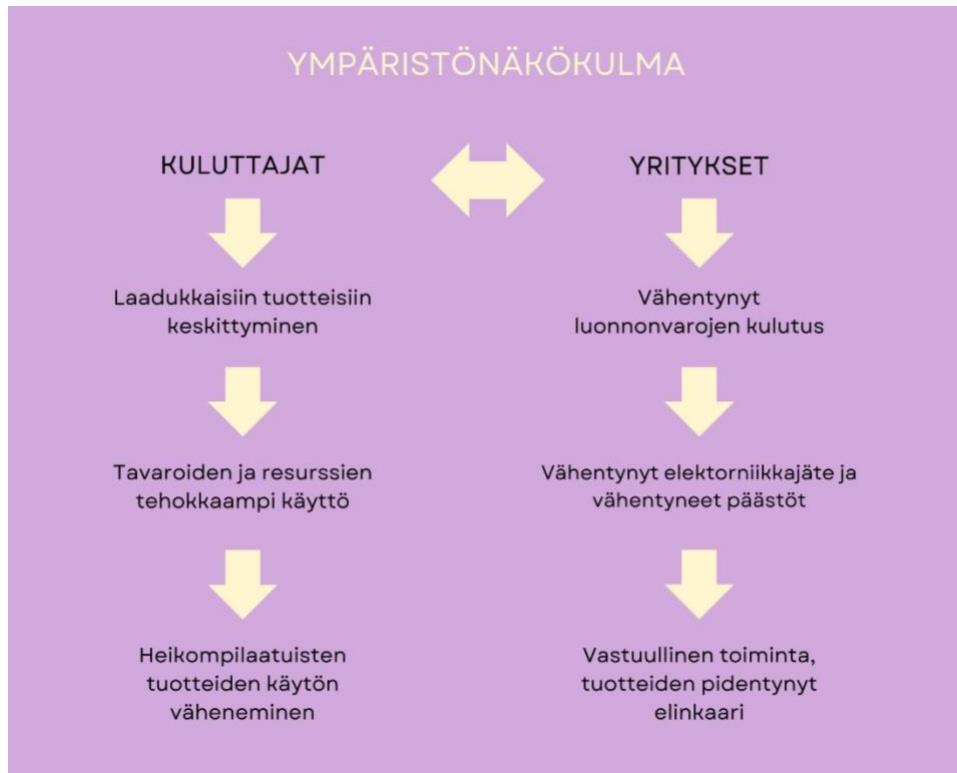 YMPÄRISTÖNÄKÖKULMA
KULUTTAJAT
Laadukkaisiin tuotteisiin
keskittyminen
Tavaroiden ja resurssien
tehokkaampi käyttö
Heikompilaatuisten
tuotteiden käytön
väheneminen
YRITYKSET
Vähentynyt
luonnonvarojen kulutus
Vähentynyt elektorniikkajäte ja
vähentyneet päästöt
Vastuullinen toiminta,
tuotteiden pidentynyt
elinkaari